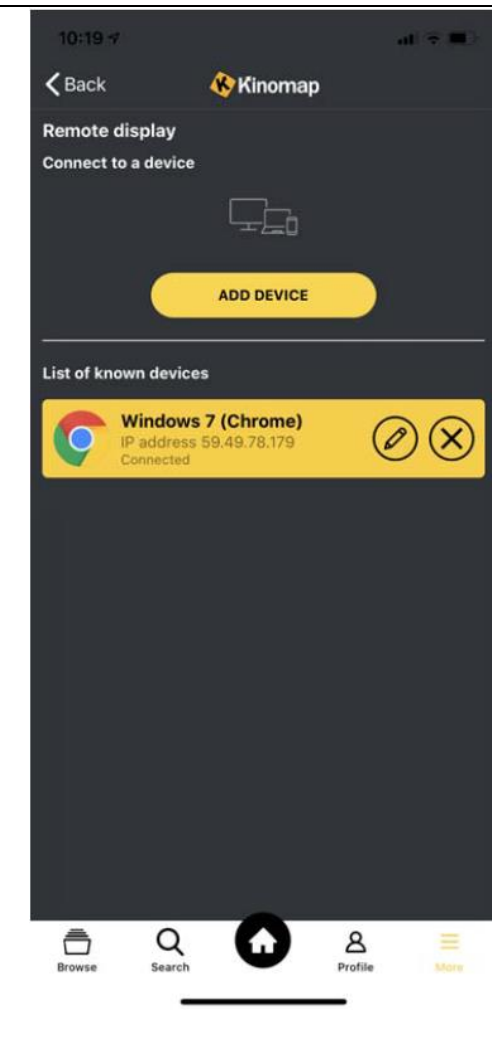 10:19
Back
Kinomap
Remote display
Connect to a device
ADD DEVICE
List of known devices
Windows 7 (Chrome)
IP address 59.49.78.179
Connected
Browse
Search
Profile
More